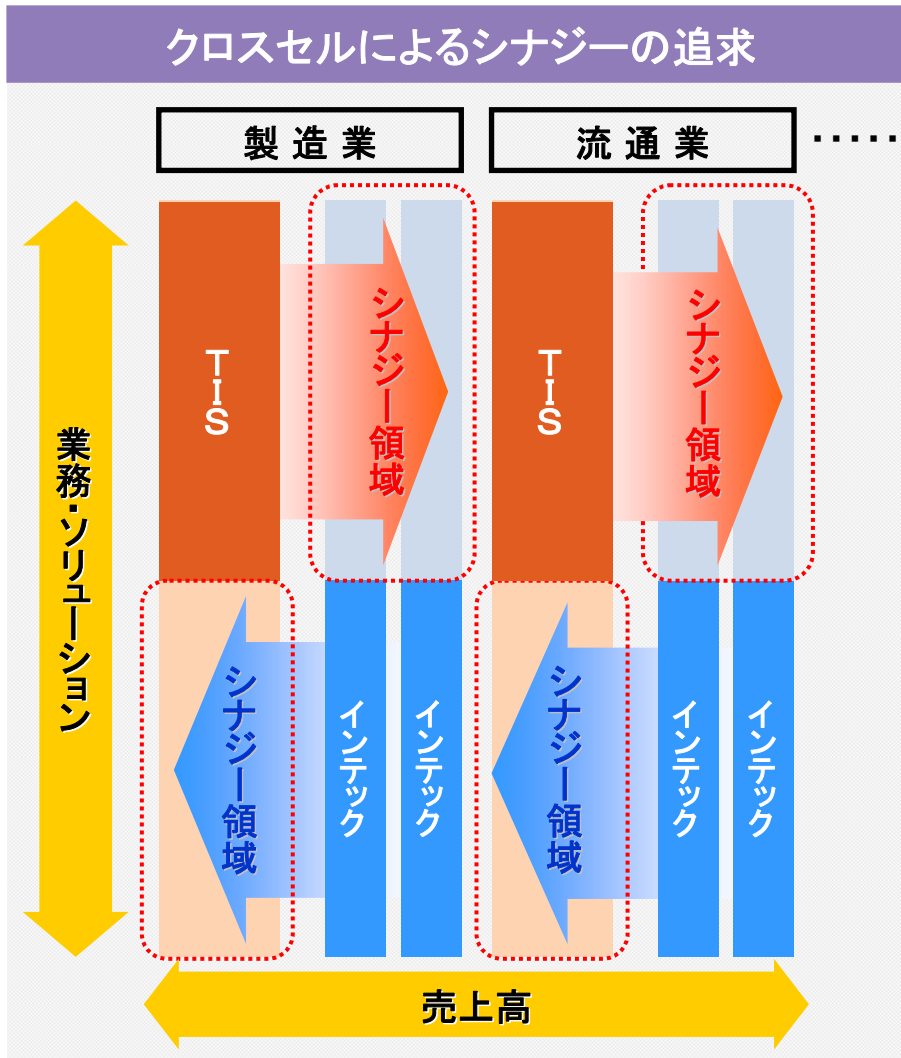 クロスセルによるシナジーの追求
製造業
流通業
‥‥‥
業務・ソリューション
TIS
シナジー領域
TIS
シナジー領域
シナジー領域
インテック
インテック
シナジー領域
インテック
インテック
売上高